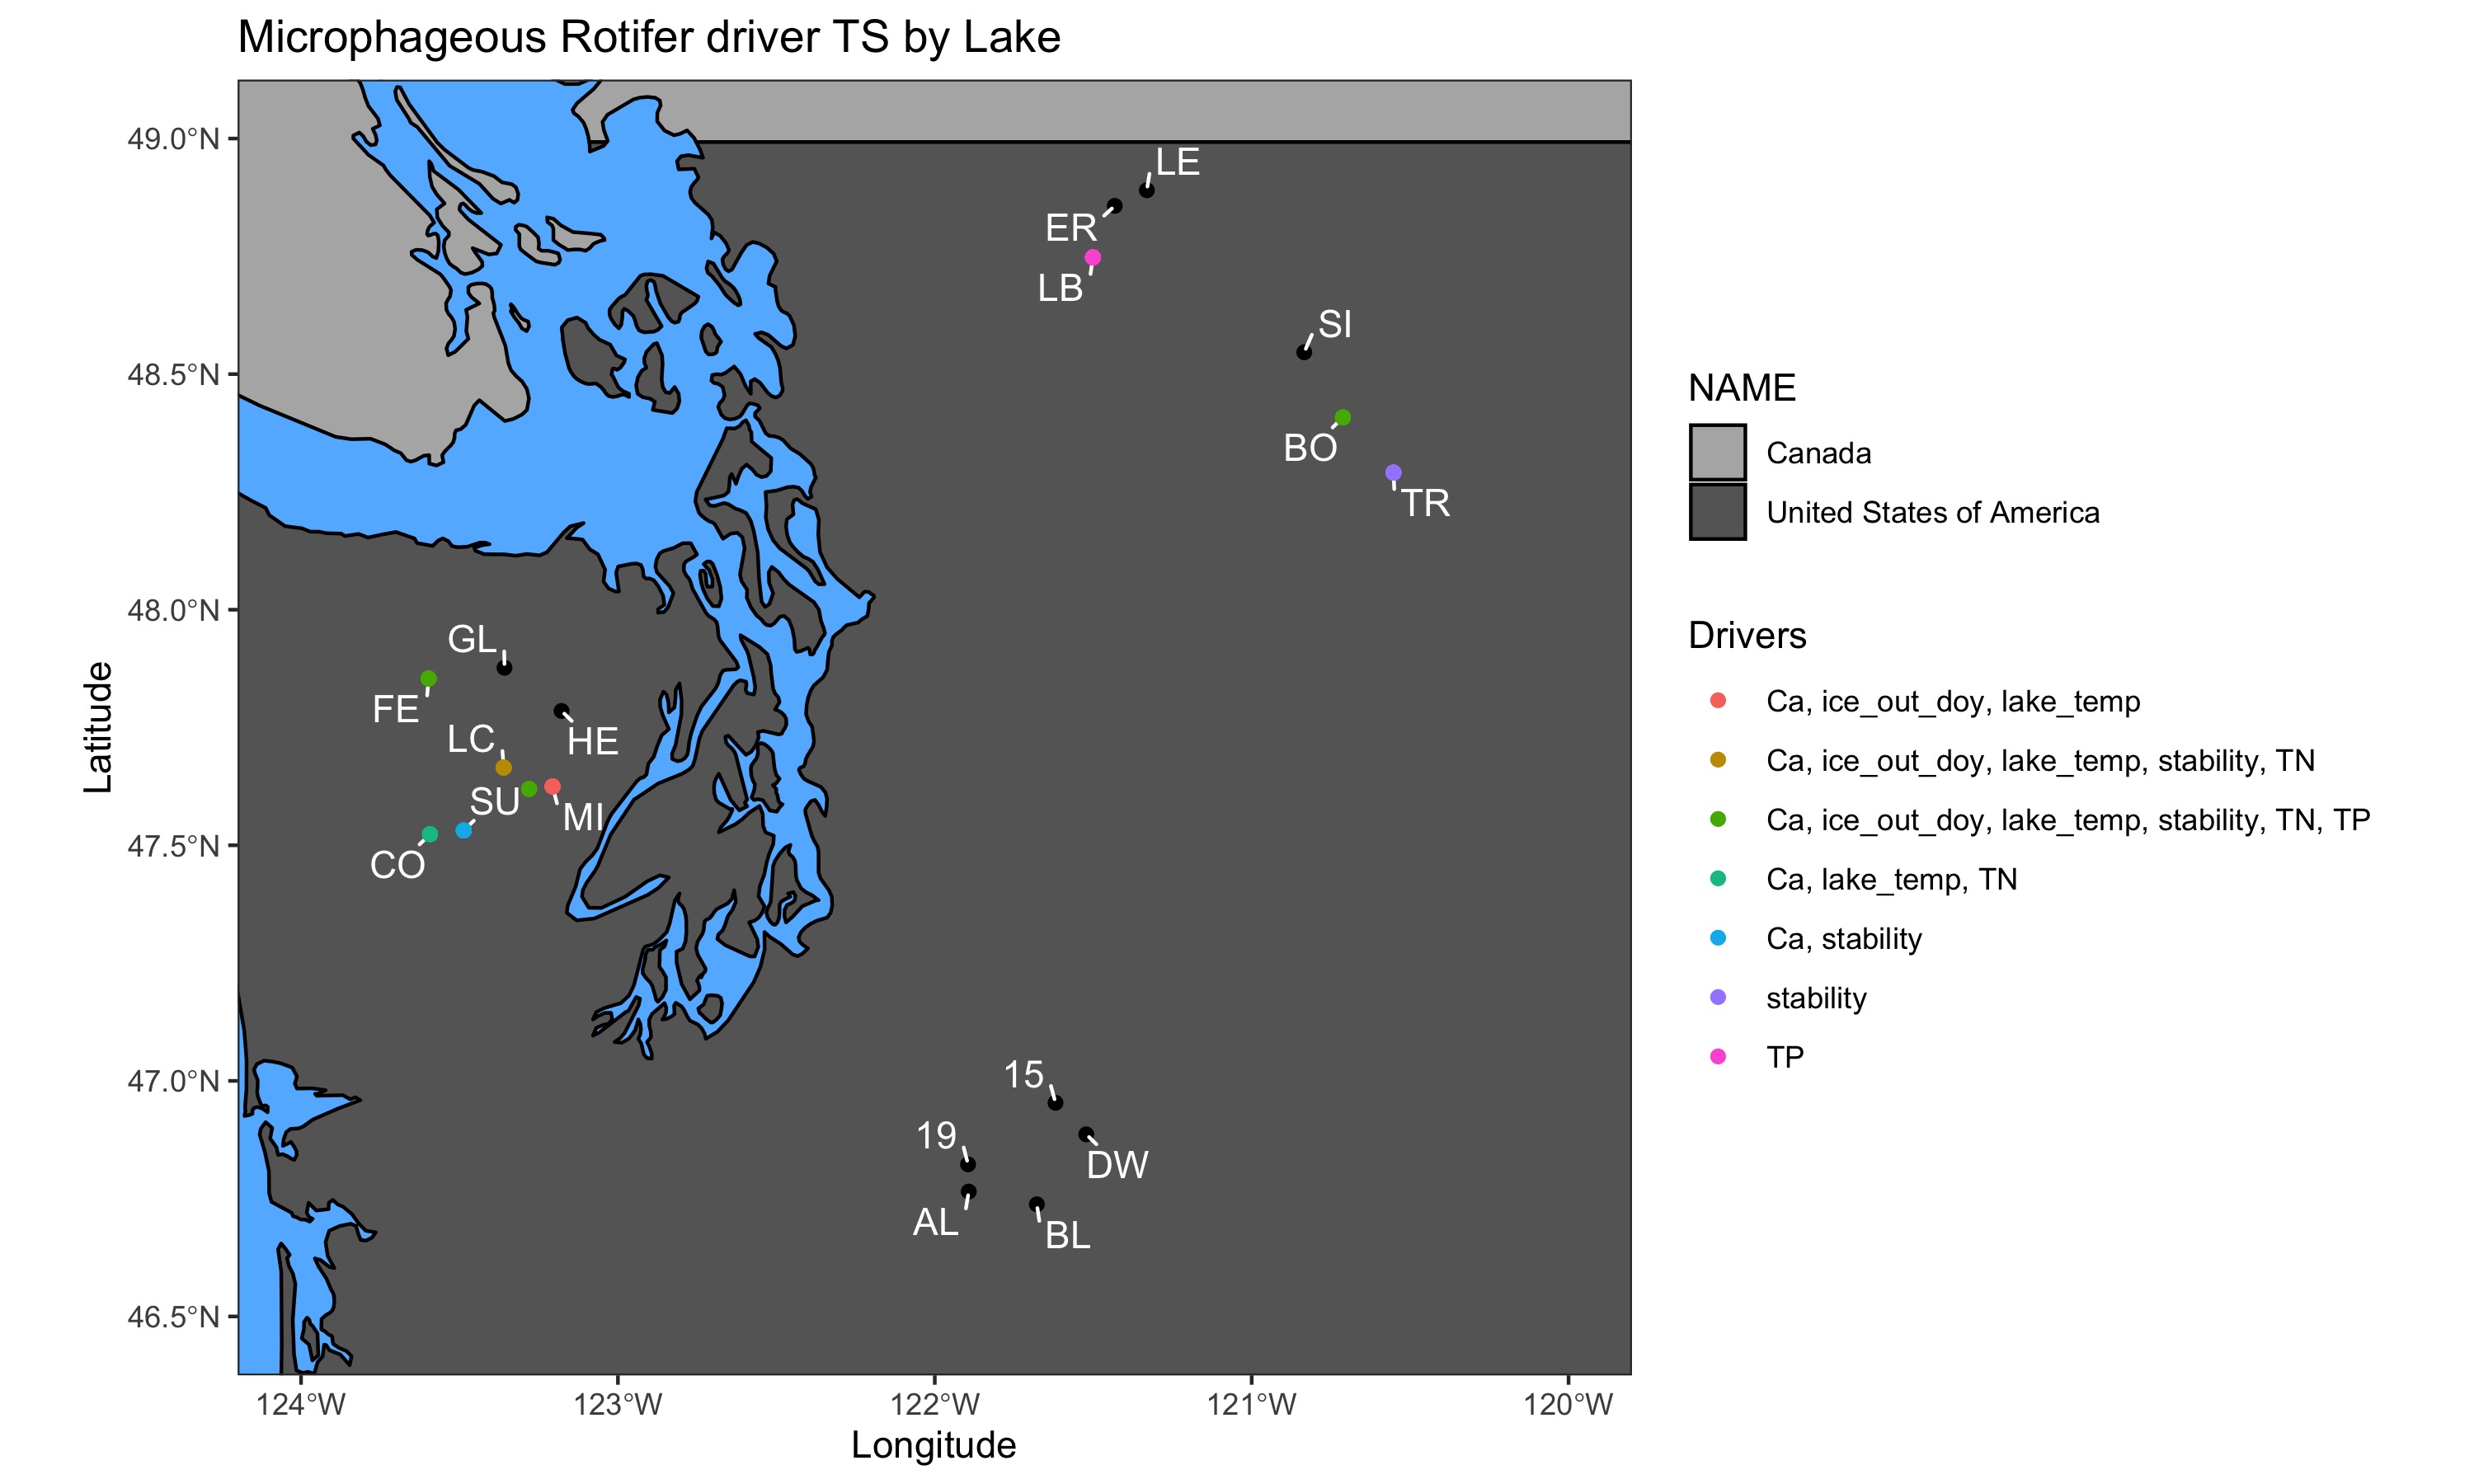 Microphageous Rotifer driver TS by Lake
Latitude
49.0°N
48.5°N
48.0°N
47.5°N
47.0°N
46.5°N
LE
ER
LB
SI
BO
TR
GL
FE
HE
LC
SU
MI
CO
15
19
DW
AL
BL
124°W
123°W
122°W
121°W
120°W
Longitude
NAME
Canada
United States of America
Drivers
Ca, ice_out_doy, lake_temp
Ca, ice_out_doy, lake_temp, stability, TN
Ca, ice_out_doy, lake_temp, stability, TN, TP
Ca, lake_temp, TN
Ca, stability
stability
TP